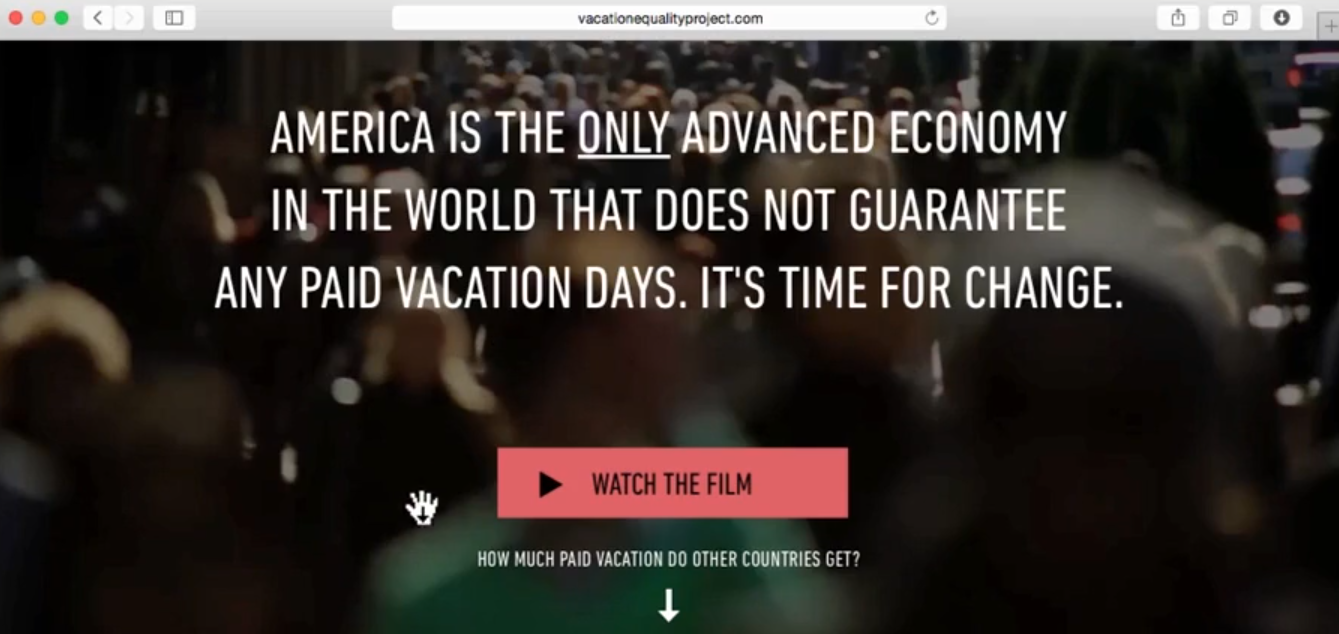 vacationequalityproject.com
AMERICA IS THE ONLY ADVANCED ECONOMY
IN THE WORLD THAT DOES NOT GUARANTEE
ANY PAID VACATION DAYS. IT'S TIME FOR CHANGE.
WATCH THE FILM
HOW MUCH PAID VACATION DO OTHER COUNTRIES GET?